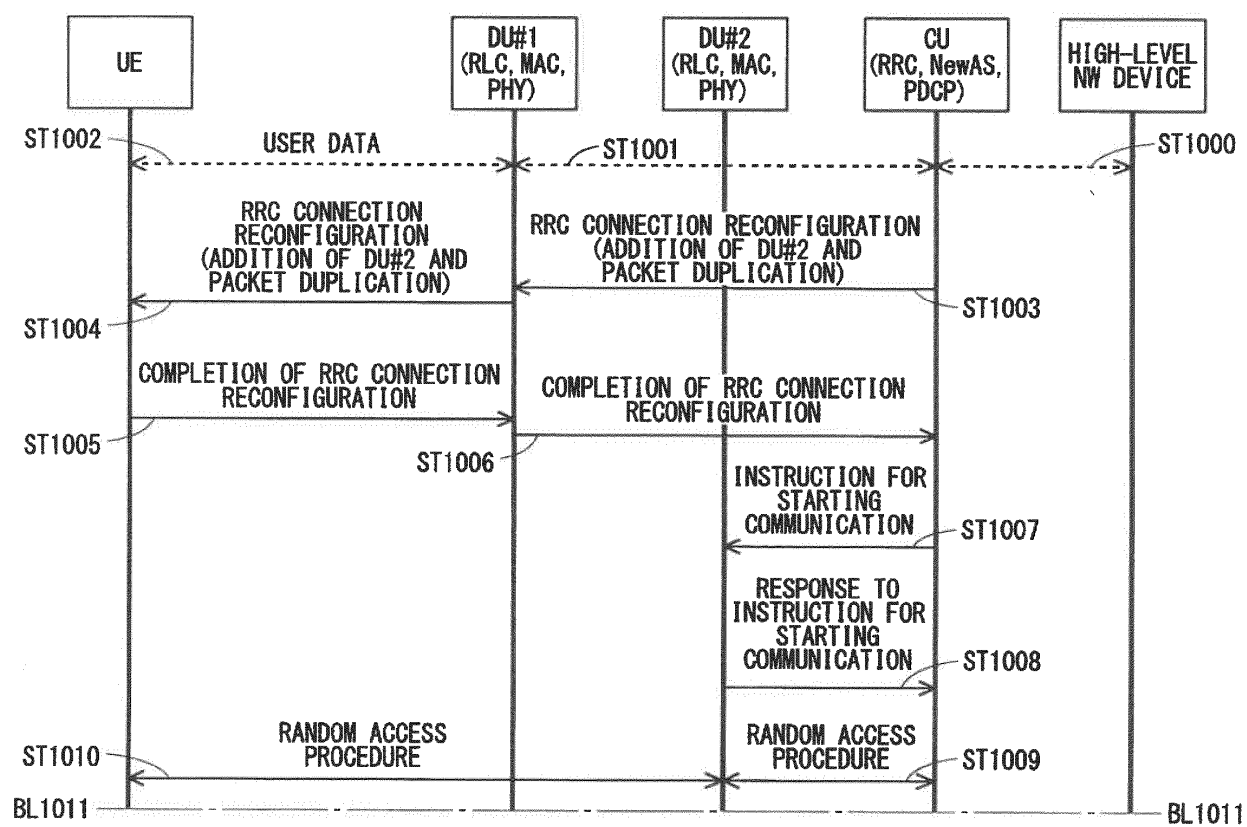 UE
DU#1
(RLC, MAC,
PHY)
DU#2
(RLC, MAC,
PHY)
CU
(RRC, NewAS,
PDCP)
HIGH-LEVEL
NW DEVICE
ST1002
USER DATA
ST1001
ST1000
RRC CONNECTION
RECONFIGURATION
(ADDITION OF DU#2 AND
PACKET DUPLICATION)
ST1004
RRC CONNECTION RECONFIGURATION
(ADDITION OF DU#2 AND
PACKET DUPLICATION)
ST1003
COMPLETION OF RRC CONNECTION
RECONFIGURATION
ST1005
COMPLETION OF RRC CONNECTION
RECONFIGURATION
ST1006
INSTRUCTION FOR
STARTING
COMMUNICATION
ST1007
RESPONSE TO
INSTRUCTION FOR
STARTING
COMMUNICATION
ST1008
RANDOM ACCESS
PROCEDURE
ST1010
RANDOM ACCESS
PROCEDURE
ST1009
BL1011
BL1011